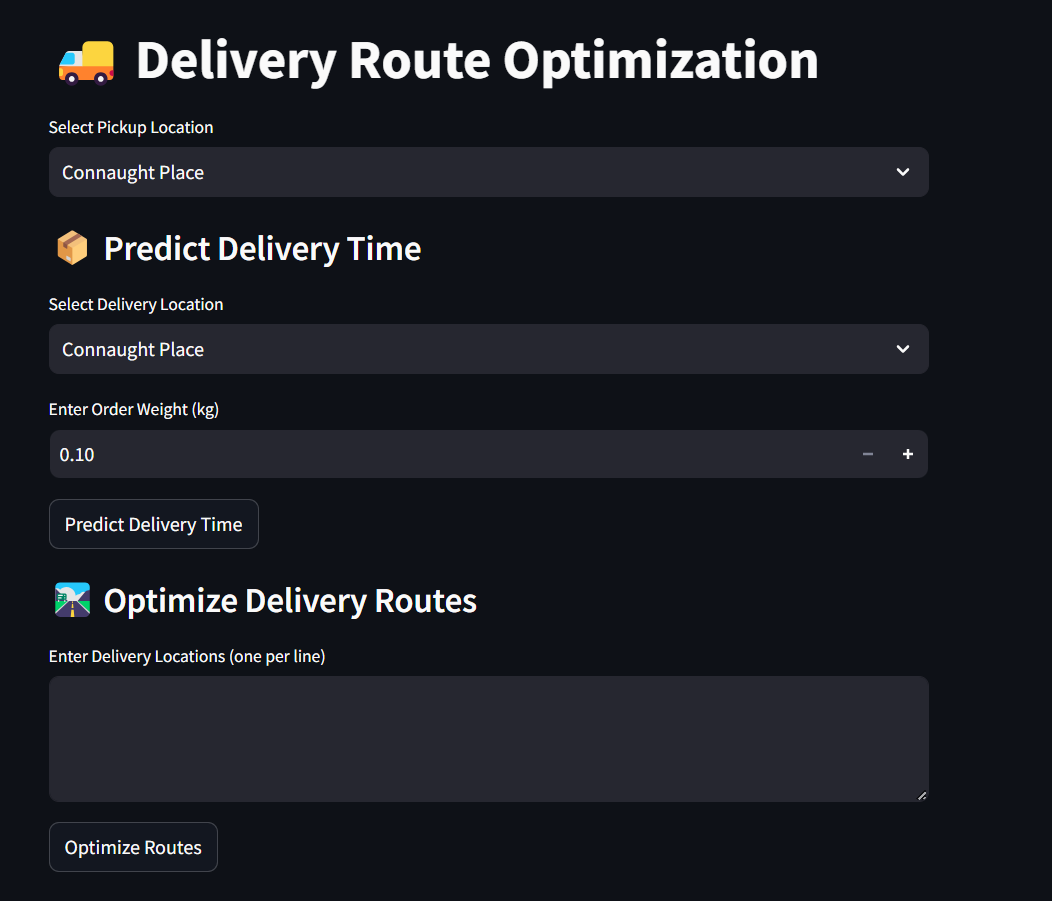 Delivery Route Optimization
Select Pickup Location
Connaught Place
Predict Delivery Time
Select Delivery Location
Connaught Place
Enter Order Weight (kg)
0.10
Predict Delivery Time
Optimize Delivery Routes
Enter Delivery Locations (one per line)
Optimize Routes